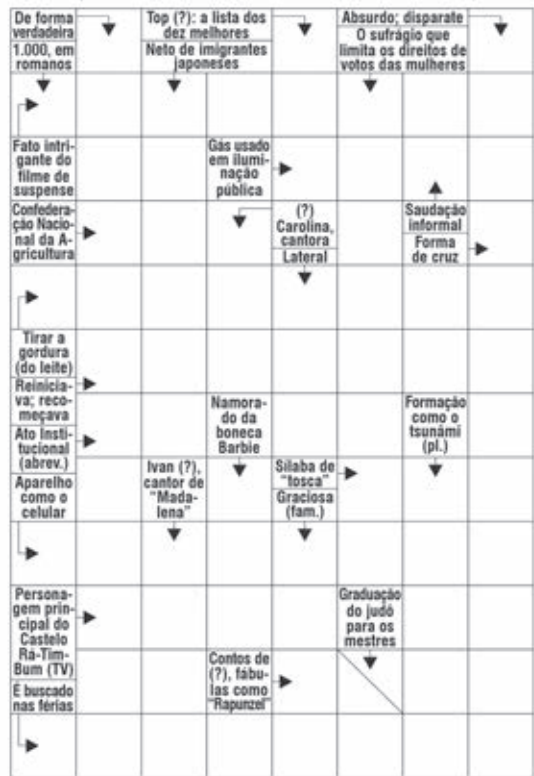 De forma
verdadeira
1.000, em
romanos
Top (?): a lista dos
dez melhores
Neto de imigrantes
japoneses
Absurdo; disparate
O sufrágio que
limita os direitos de
votos das mulheres
Fato intri-
gante do
filme de
suspense
Gás usado
em ilumi-
nação
pública
Confedera-
ção Nacio-
nal da A-
gricultura
(?)
Carolina,
cantora
Lateral
Saudação
informal
Forma
de cruz
Tirar a
gordura
(do leite)
Reinicia-
va; reco-
meçava
Ato Insti-
tucional
(abrev.)
Namora-
do da
boneca
Barbie
Formação
como o
tsunâmi
(pl.)
Aparelho
como o
celular
Ivan (?),
cantor de
"Mada-
lena"
Sílaba de
"tosca"
Graciosa
(fam.)
Persona-
gem prin-
cipal do
Castelo
Rá-Tim-
Bum (TV)
É buscado
nas férias
Graduação
do judô
para os
mestres
Contos de
(?), fábu-
las como
"Rapunzel"